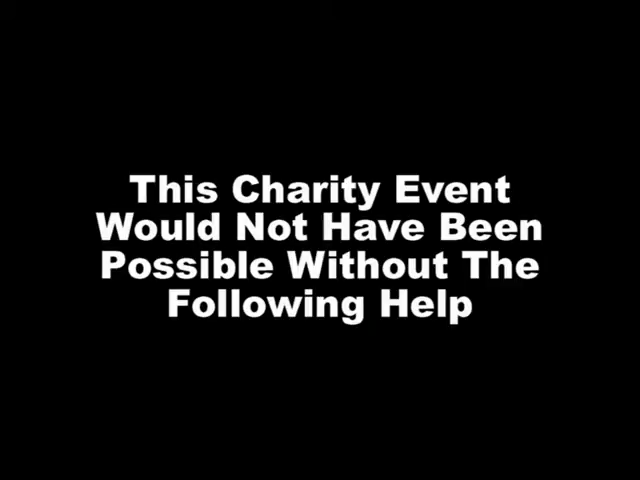 This Charity Event
Would Not Have Been
Possible Without The
Following Help